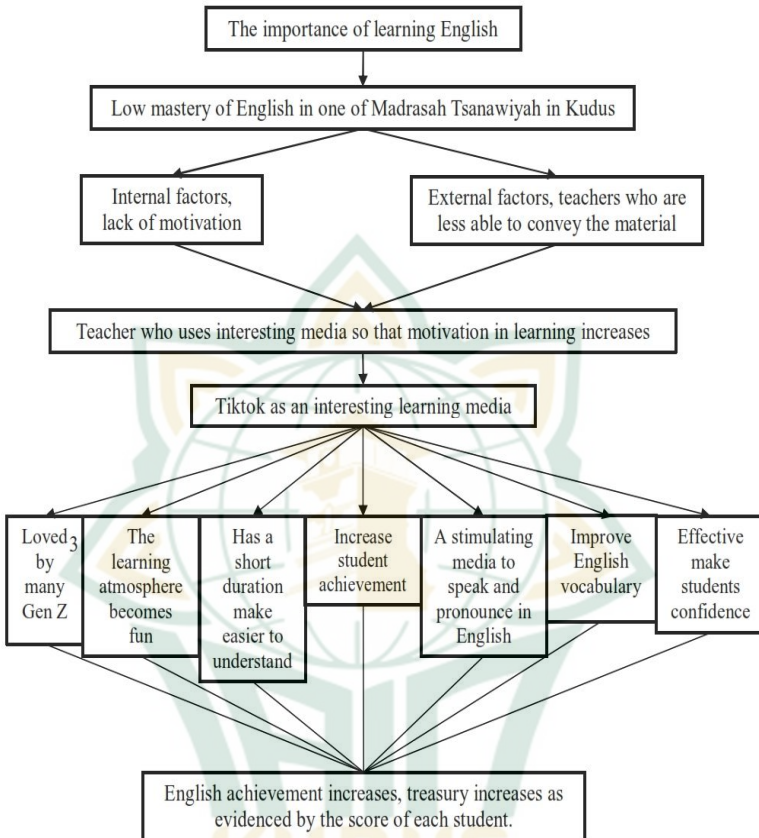 The importance of learning English
Low mastery of English in one of Madrasah Tsanawiyah in Kudus
Internal factors,
lack of motivation
External factors, teachers who are
less able to convey the material
Teacher who uses interesting media so that motivation in learning increases
Tiktok as an interesting learning media
Loved
by
many
Gen Z
3
The
learning
atmosphere
becomes
fun
Has a
short
duration
make
easier to
understand
Increase
student
achievement
A stimulating
media to
speak and
pronounce in
English
Improve
English
vocabulary
Effective
make
students
confidence
English achievement increases, treasury increases as
evidenced by the score of each student.